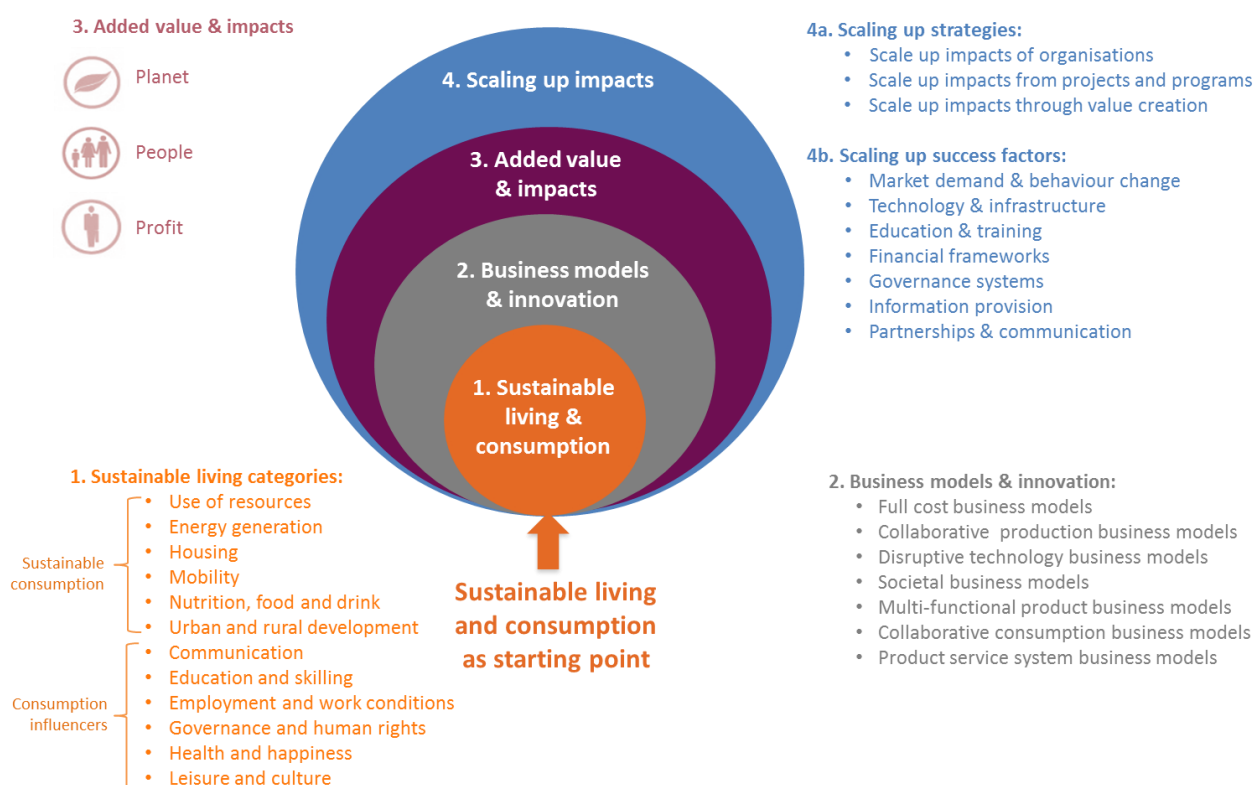 3. Added value & impacts
Planet
People
Profit
4. Scaling up impacts
3. Added value
& impacts
2. Business models
& innovation
1. Sustainable
living &
consumption
Sustainable living
and consumption
as starting point
4a. Scaling up strategies:
• Scale up impacts of organisations
• Scale up impacts from projects and programs
• Scale up impacts through value creation
4b. Scaling up success factors:
• Market demand & behaviour change
• Technology & infrastructure
• Education & training
• Financial frameworks
• Governance systems
• Information provision
• Partnerships & communication
1. Sustainable living categories:
Sustainable
consumption
• Use of resources
• Energy generation
• Housing
• Mobility
• Nutrition, food and drink
• Urban and rural development
Consumption
influencers
• Communication
• Education and skilling
• Employment and work conditions
• Governance and human rights
• Health and happiness
• Leisure and culture
2. Business models & innovation:
• Full cost business models
• Collaborative production business models
• Disruptive technology business models
• Societal business models
• Multi-functional product business models
• Collaborative consumption business models
• Product service system business models